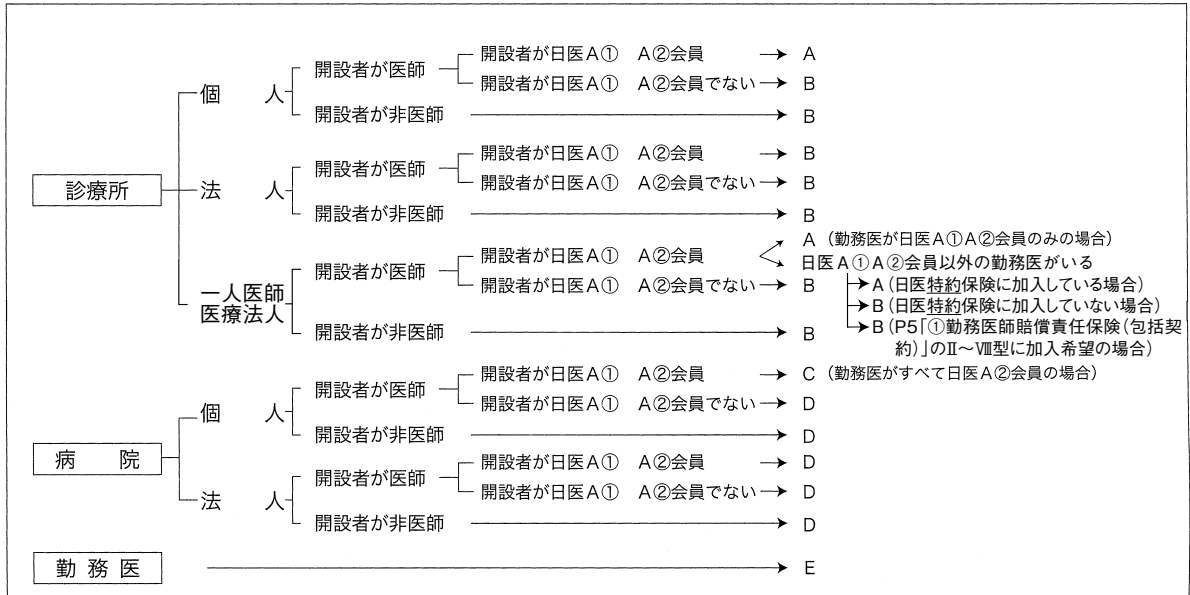 診療所
個　　人
開設者が医師
開設者が日医A①　A②会員 → A
開設者が日医A①　A②会員でない → B
開設者が非医師 → B
法　　人
開設者が医師
開設者が日医A①　A②会員 → B
開設者が日医A①　A②会員でない → B
開設者が非医師 → B
一人医師
医療法人
開設者が医師
開設者が日医A①　A②会員
A（勤務医が日医A①A②会員のみの場合）
日医A①A②会員以外の勤務医がいる
A（日医特約保険に加入している場合）
B（日医特約保険に加入していない場合）
B（P5「①勤務医師賠償責任保険（包括契
約）」のⅡ～Ⅷ型に加入希望の場合）
開設者が日医A①　A②会員でない → B
開設者が非医師 → B
病　　院
個　　人
開設者が医師
開設者が日医A①　A②会員 → C（勤務医がすべて日医A②会員の場合）
開設者が日医A①　A②会員でない → D
開設者が非医師 → D
法　　人
開設者が医師
開設者が日医A①　A②会員 → D
開設者が日医A①　A②会員でない → D
開設者が非医師 → D
勤務医 → E